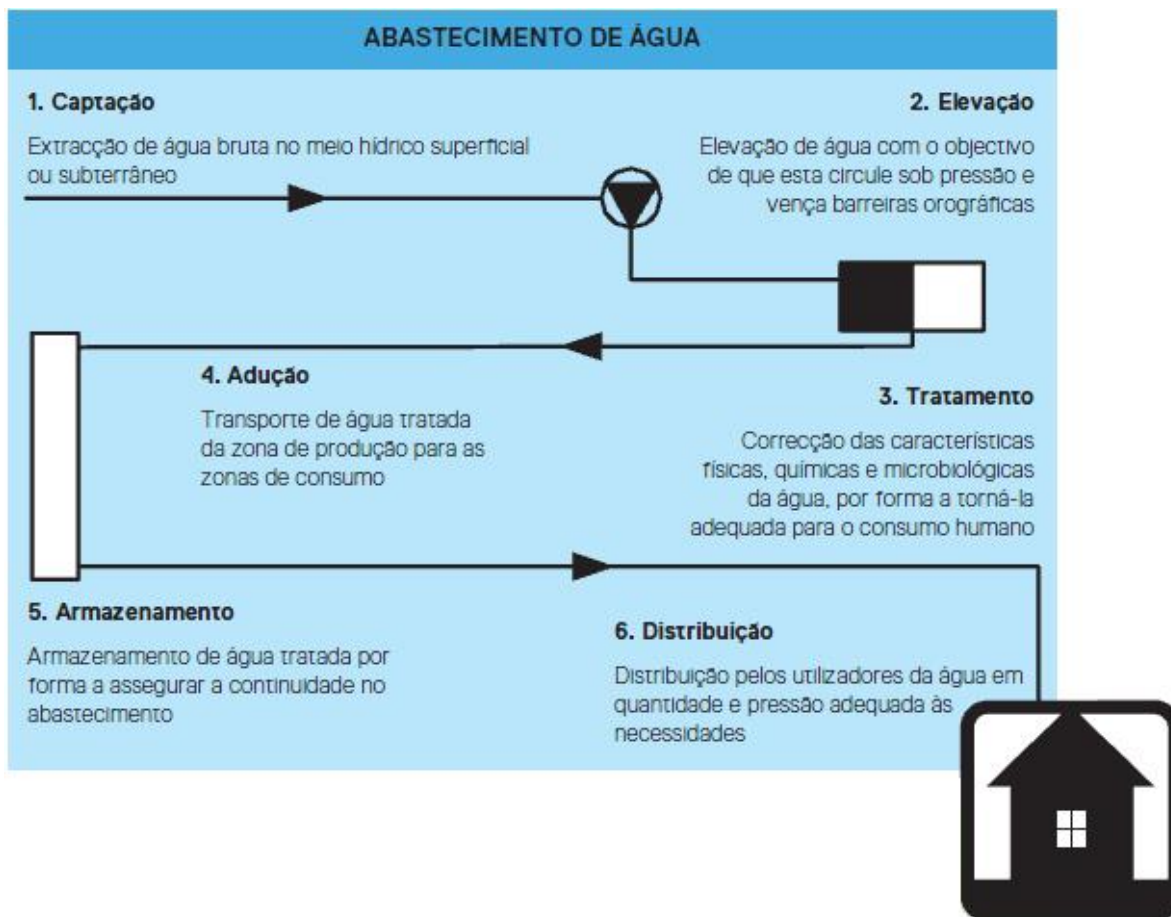 ABASTECIMENTO DE ÁGUA
1. Captação
Extracção de água bruta no meio hídrico superficial
ou subterrâneo
2. Elevação
Elevação de água com o objectivo
de que esta circule sob pressão e
vença barreiras orográficas
4. Adução
Transporte de água tratada
da zona de produção para as
zonas de consumo
3. Tratamento
Correcção das características
físicas, químicas e microbiológicas
da água, por forma a torná-la
adequada para o consumo humano
5. Armazenamento
Armazenamento de água tratada por
forma a assegurar a continuidade no
abastecimento
6. Distribuição
Distribuição pelos utilizadores da água em
quantidade e pressão adequada às
necessidades